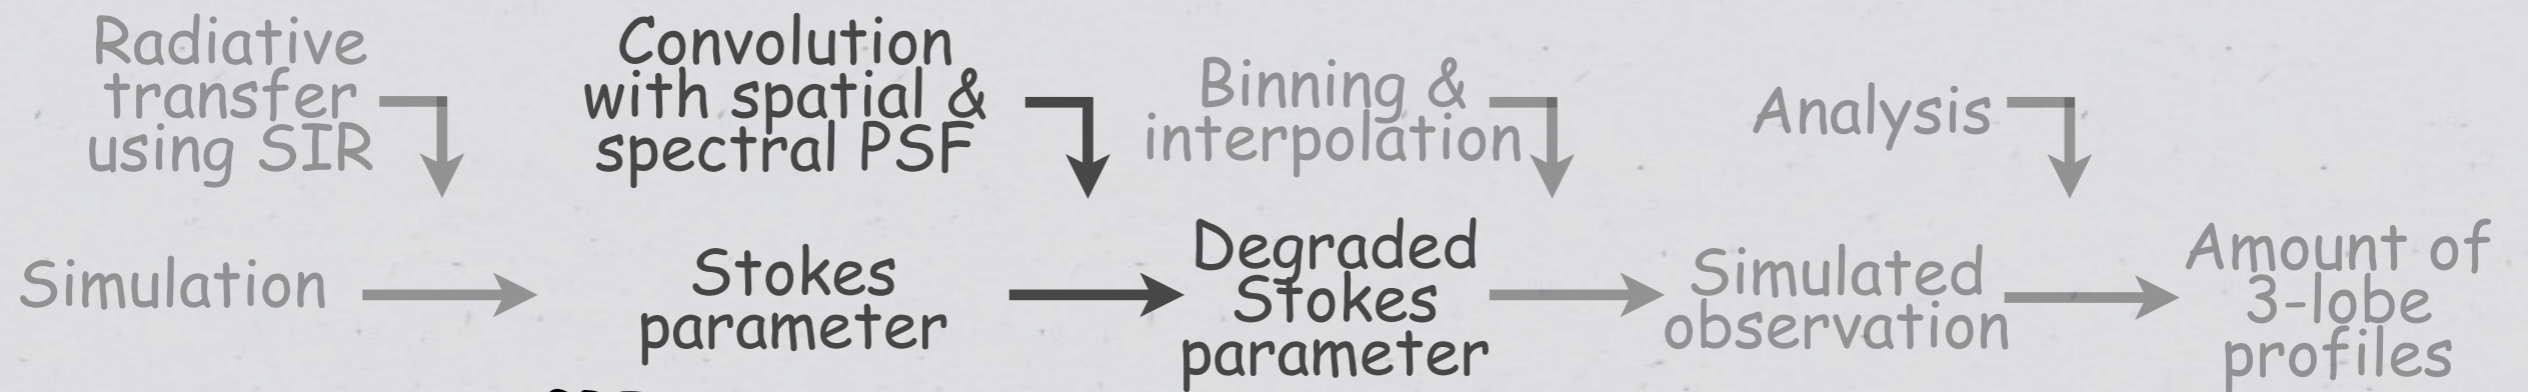 Radiative
transfer
using SIR
Convolution
with spatial &
spectral PSF
Binning &
interpolation
Analysis
Simulation
Stokes
parameter
Degraded
Stokes
parameter
Simulated
observation
Amount of
3-lobe
profiles